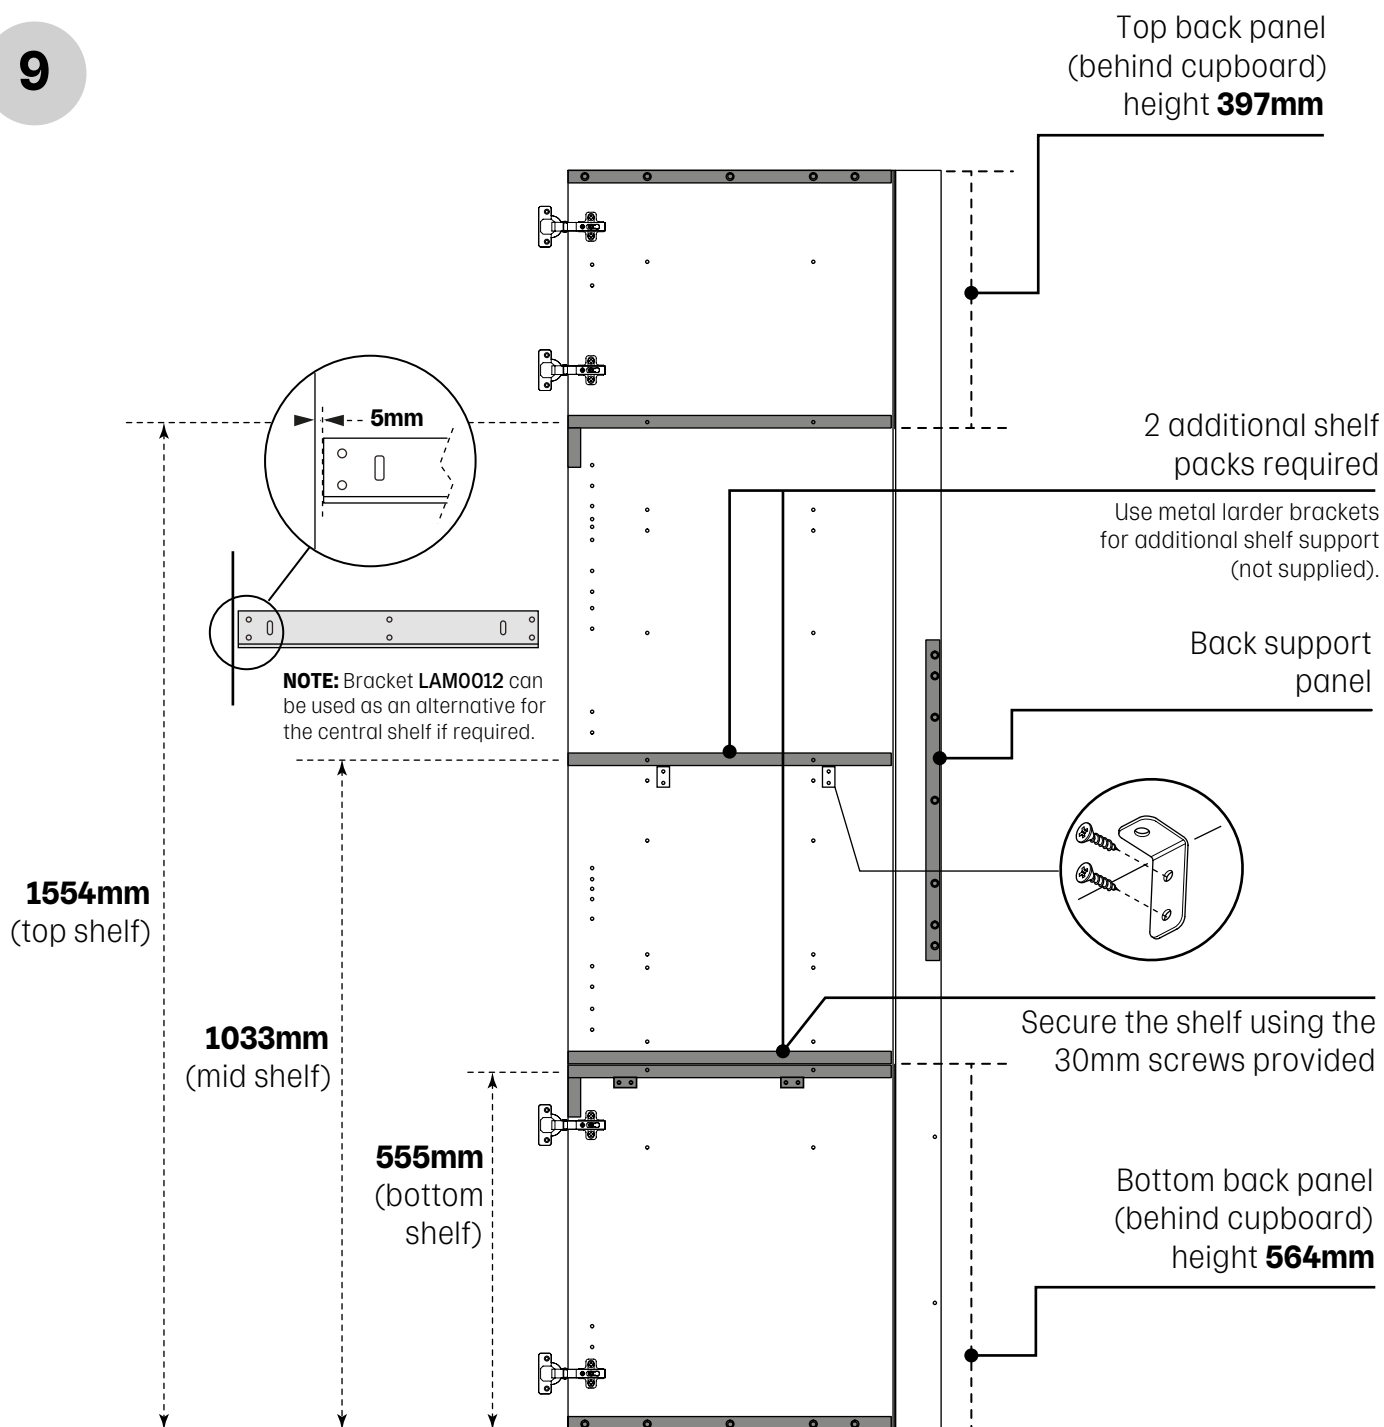 9
Top back panel
(behind cupboard)
height 397mm
5mm
2 additional shelf
packs required
Use metal larder brackets
for additional shelf support
(not supplied).
Back support
panel
NOTE: Bracket LAM0012 can
be used as an alternative for
the central shelf if required.
1554mm
(top shelf)
1033mm
(mid shelf)
Secure the shelf using the
30mm screws provided
555mm
(bottom
shelf)
Bottom back panel
(behind cupboard)
height 564mm